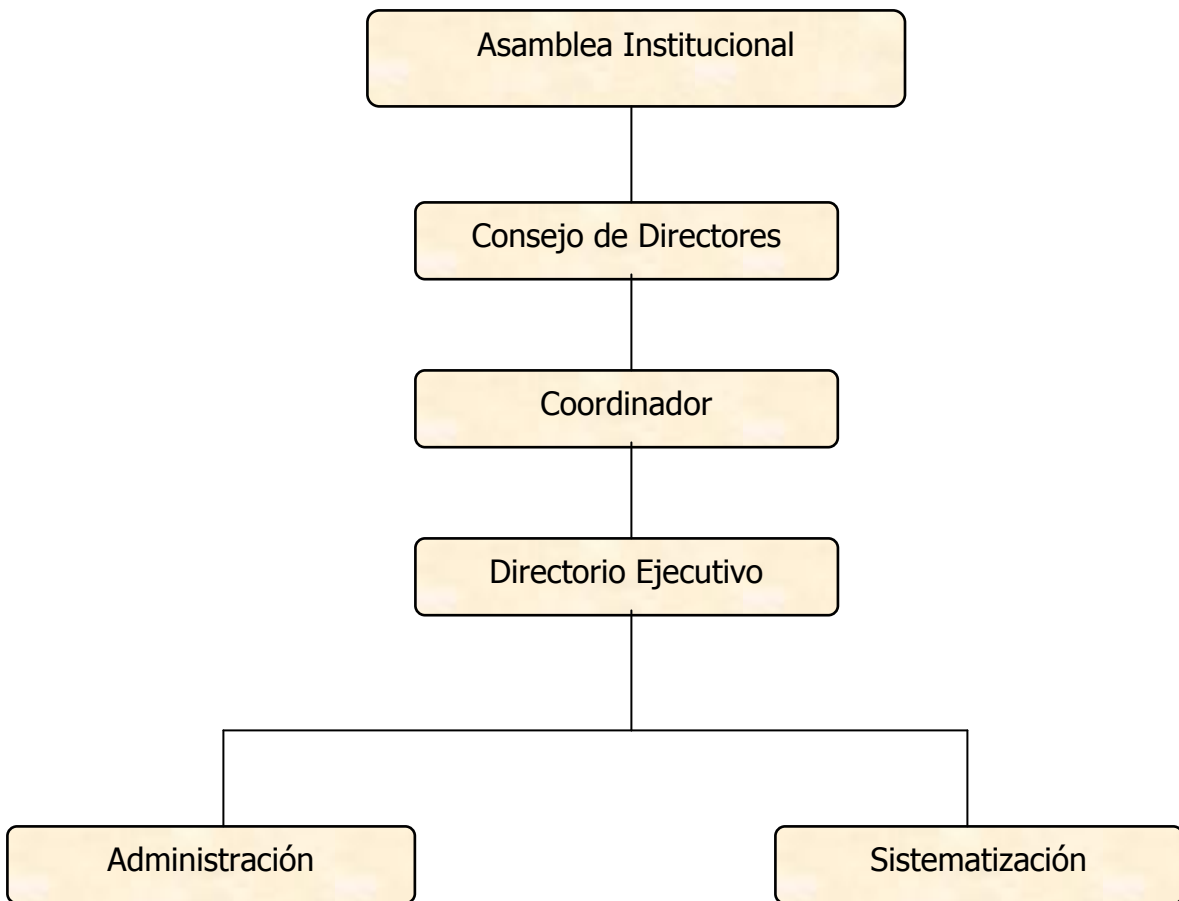 Asamblea Institucional
Consejo de Directores
Coordinador
Directorio Ejecutivo
Administración
Sistematización